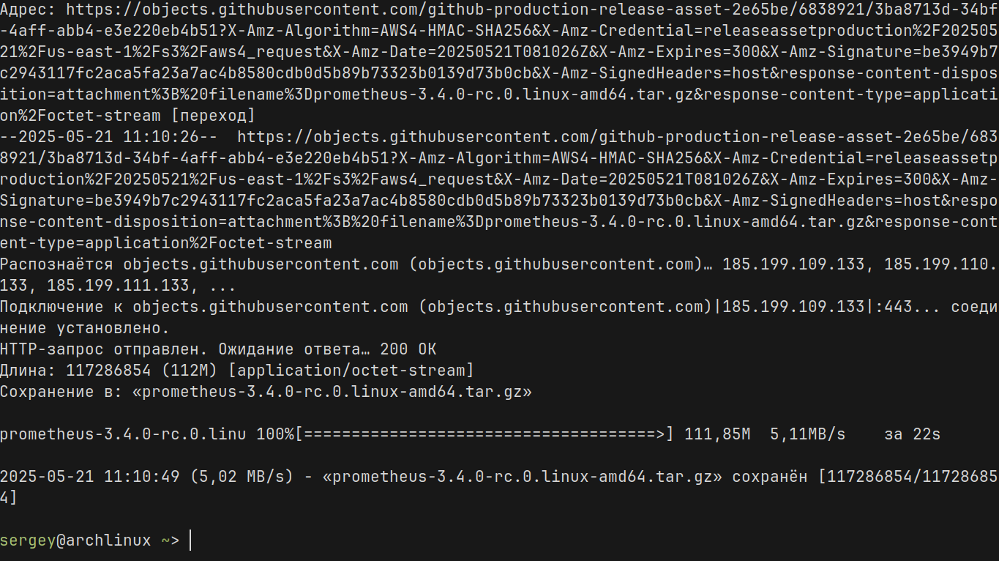 Адрес: https://objects.githubusercontent.com/github-production-release-asset-2e65be/6838921/3ba8713d-34bf
-4aff-abb4-e3e220eb4b51?X-Amz-Algorithm=AWS4-HMAC-SHA256&X-Amz-Credential=releaseassetproduction%2F202505
21%2Fus-east-1%2Fs3%2Faws4_request&X-Amz-Date=20250521T081026Z&X-Amz-Expires=300&X-Amz-Signature=be3949b7
c2943117fc2aca5fa23a7ac4b8580cdb0d5b89b73323b0139d73b0cb&X-Amz-SignedHeaders=host&response-content-dispos
ition=attachment%3B%20filename%3Dprometheus-3.4.0-rc.0.linux-amd64.tar.gz&response-content-type=applicati
on%2Foctet-stream [переход]
--2025-05-21 11:10:26--  https://objects.githubusercontent.com/github-production-release-asset-2e65be/683
8921/3ba8713d-34bf-4aff-abb4-e3e220eb4b51?X-Amz-Algorithm=AWS4-HMAC-SHA256&X-Amz-Credential=releaseassetp
roduction%2F20250521%2Fus-east-1%2Fs3%2Faws4_request&X-Amz-Date=20250521T081026Z&X-Amz-Expires=300&X-Amz-
Signature=be3949b7c2943117fc2aca5fa23a7ac4b8580cdb0d5b89b73323b0139d73b0cb&X-Amz-SignedHeaders=host&respo
nse-content-disposition=attachment%3B%20filename%3Dprometheus-3.4.0-rc.0.linux-amd64.tar.gz&response-cont
ent-type=application%2Foctet-stream
Распознаётся objects.githubusercontent.com (objects.githubusercontent.com)… 185.199.109.133, 185.199.110.
133, 185.199.111.133, ...
Подключение к objects.githubusercontent.com (objects.githubusercontent.com)|185.199.109.133|:443... соеди
нение установлено.
HTTP-запрос отправлен. Ожидание ответа… 200 OK
Длина: 117286854 (112M) [application/octet-stream]
Сохранение в: «prometheus-3.4.0-rc.0.linux-amd64.tar.gz»
prometheus-3.4.0-rc.0.linu 100%[=====================================>] 111,85M  5,11MB/s    за 22s
2025-05-21 11:10:49 (5,02 MB/s) - «prometheus-3.4.0-rc.0.linux-amd64.tar.gz» сохранён [117286854/11728685
4]
sergey@archlinux ~>